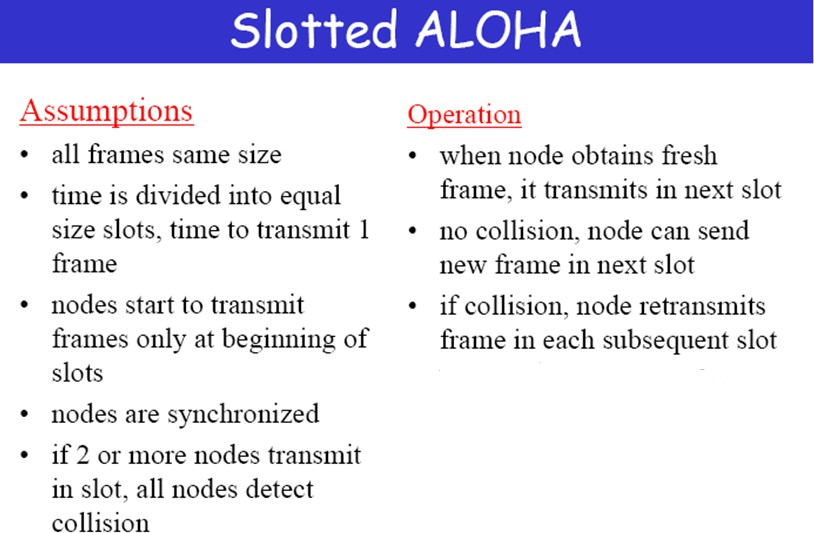 Slotted ALOHA
Assumptions
• all frames same size
• time is divided into equal
size slots, time to transmit 1
frame
• nodes start to transmit
frames only at beginning of
slots
• nodes are synchronized
• if 2 or more nodes transmit
in slot, all nodes detect
collision
Operation
• when node obtains fresh
frame, it transmits in next slot
• no collision, node can send
new frame in next slot
• if collision, node retransmits
frame in each subsequent slot